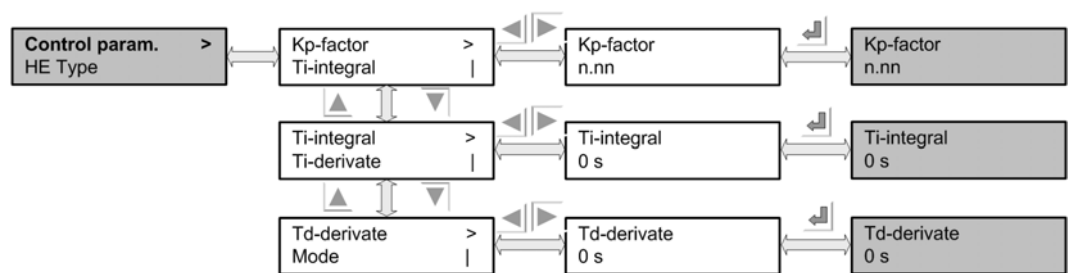 Control param. >
HE Type
Kp-factor >
Ti-integral |
Kp-factor
n.nn
Kp-factor
n.nn
Ti-integral >
Ti-derivate |
Ti-integral
0 s
Ti-integral
0 s
Td-derivate >
Mode |
Td-derivate
0 s
Td-derivate
0 s